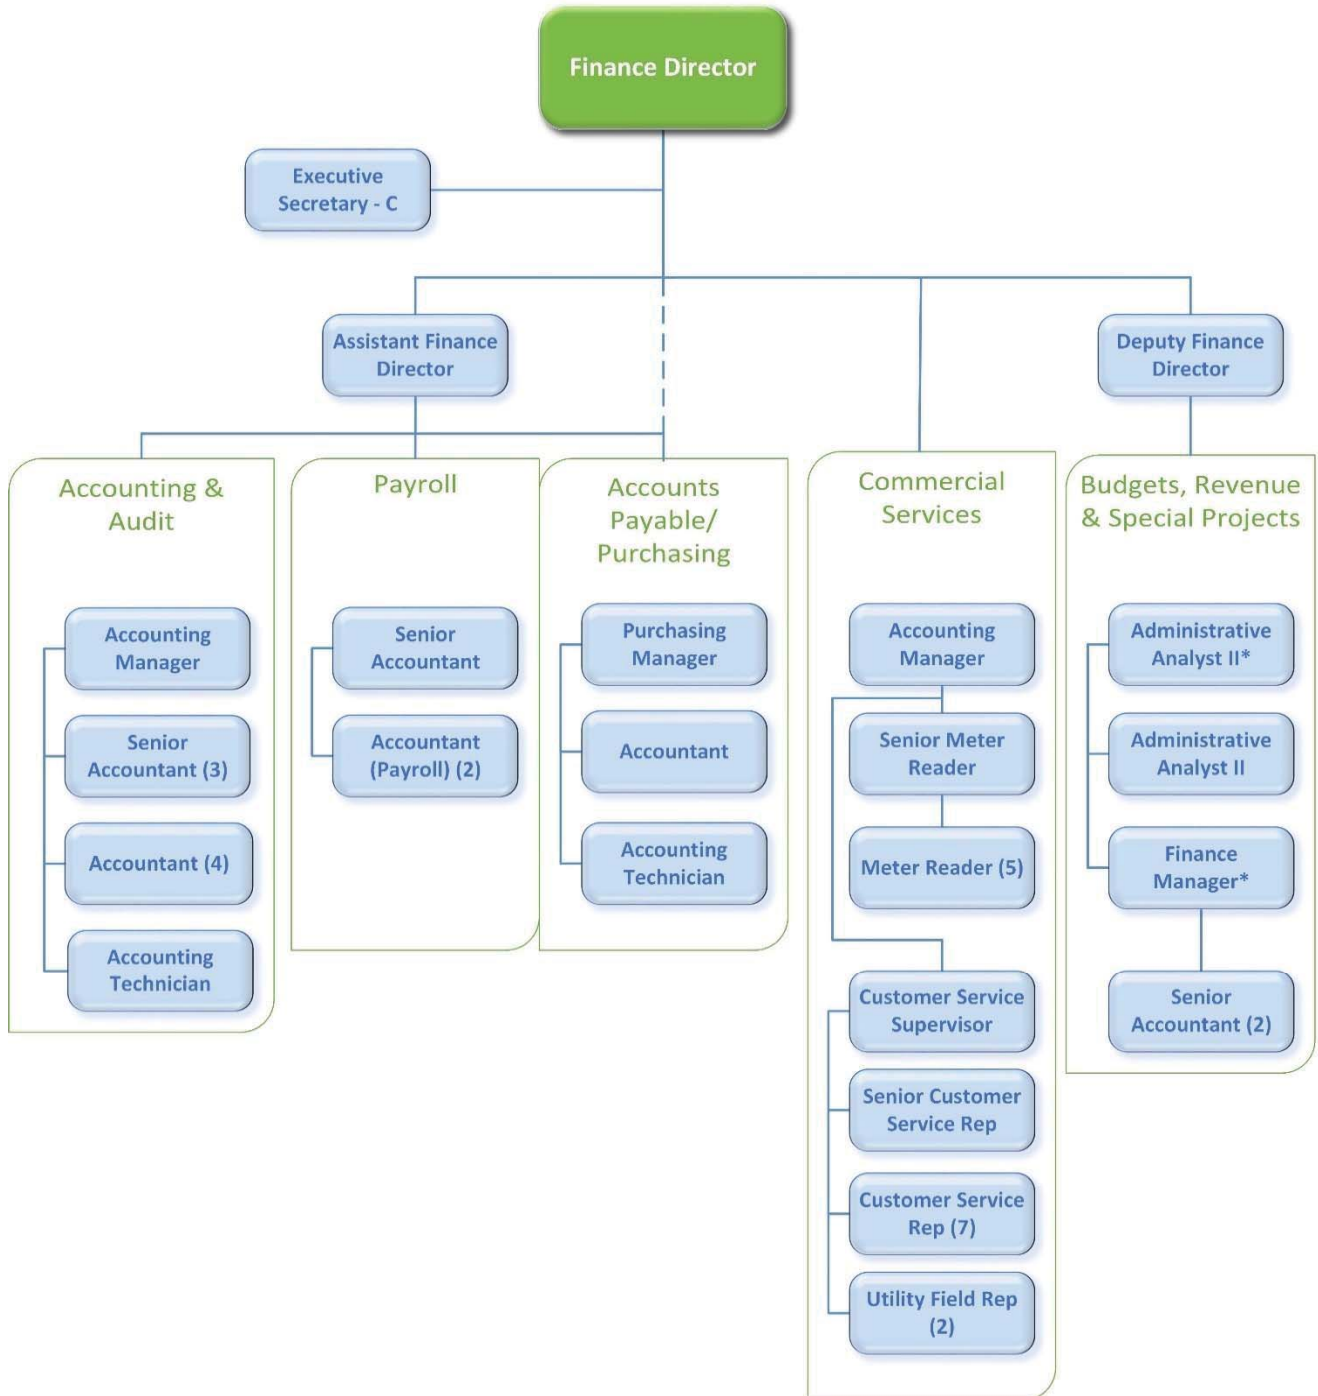 Finance Director
Executive
Secretary - C
Assistant Finance
Director
Deputy Finance
Director
Accounting &
Audit
Accounting
Manager
Senior
Accountant (3)
Accountant (4)
Accounting
Technician
Payroll
Senior
Accountant
Accountant
(Payroll) (2)
Accounts
Payable/
Purchasing
Purchasing
Manager
Accountant
Accounting
Technician
Commercial
Services
Accounting
Manager
Senior Meter
Reader
Meter Reader (5)
Customer Service
Supervisor
Senior Customer
Service Rep
Customer Service
Rep (7)
Utility Field Rep
(2)
Budgets, Revenue
& Special Projects
Administrative
Analyst II*
Administrative
Analyst II
Finance
Manager*
Senior
Accountant (2)